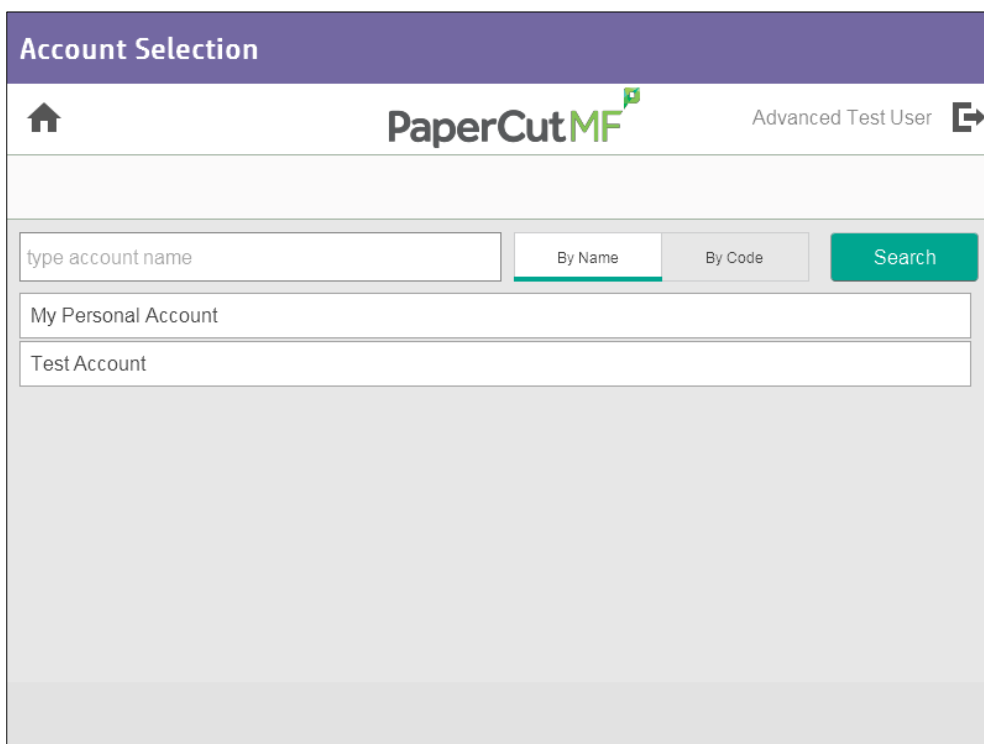 Account Selection
PaperCutMF
Advanced Test User
type account name
By Name
By Code
Search
My Personal Account
Test Account